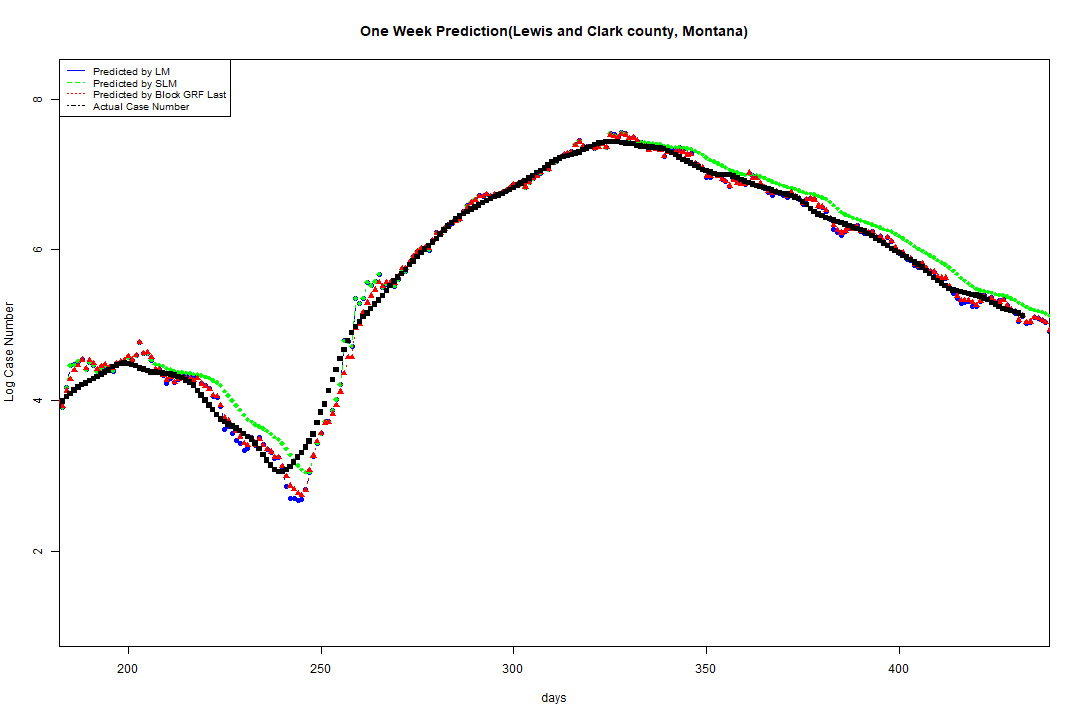 One Week Prediction(Lewis and Clark county, Montana)
Predicted by LM
Predicted by SLM
Predicted by Block GRF Last
Actual Case Number
8
6
4
2
Log Case Number
200 250 300 350 400
days